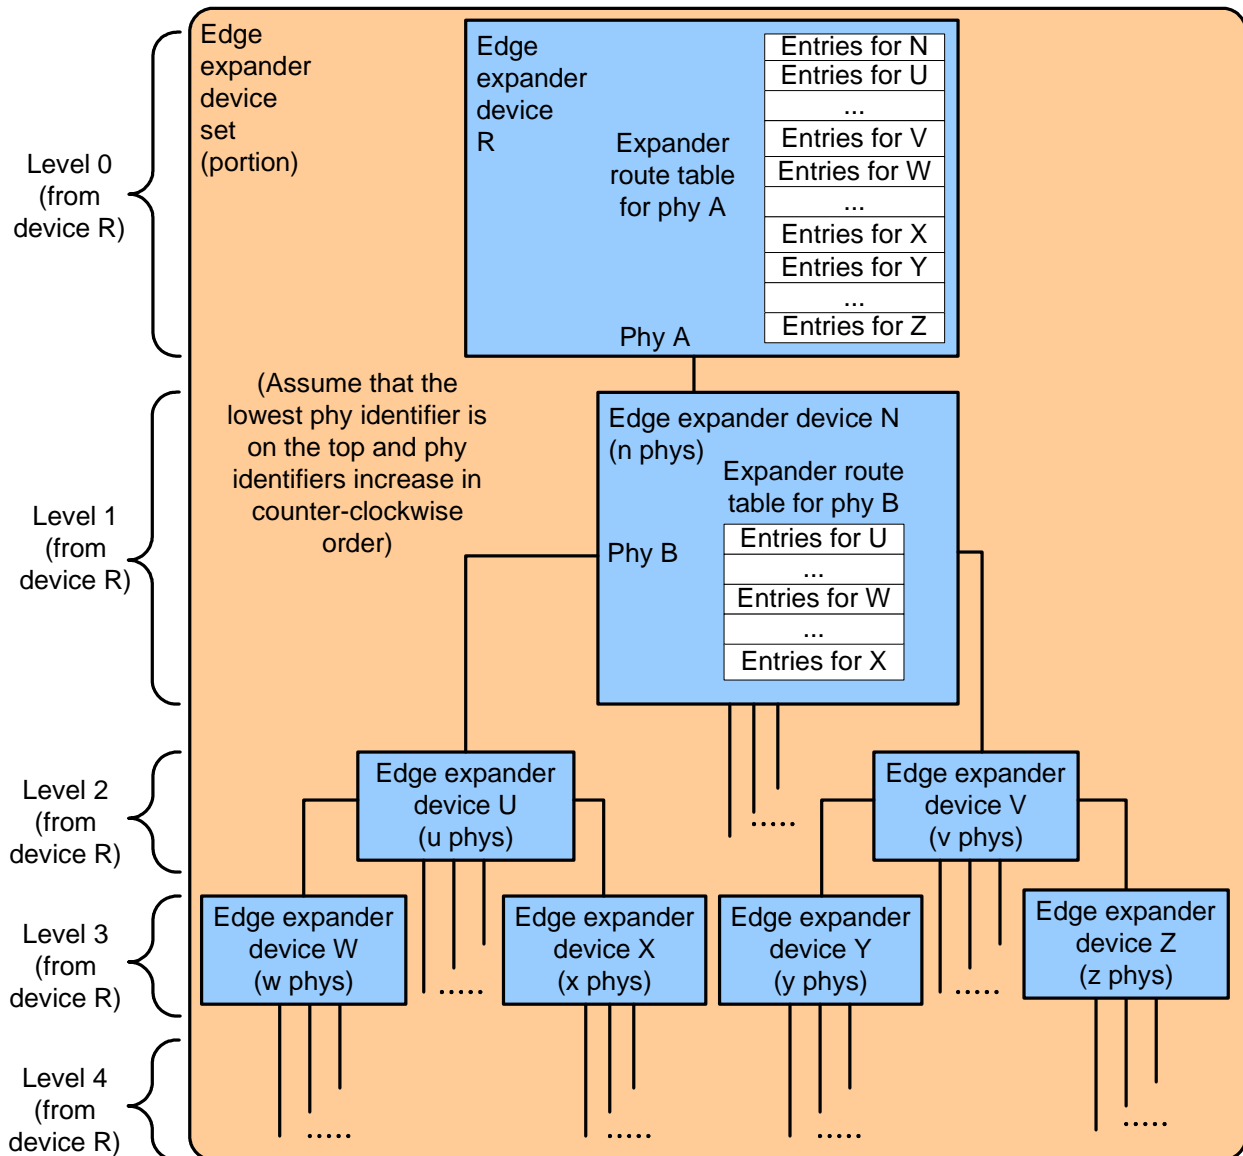 Edge
expander
device
set
(portion)
Edge
expander
device
R
Expander
route table
for phy A
Entries for N
Entries for U
...
Entries for V
Entries for W
...
Entries for X
Entries for Y
...
Entries for Z
Phy A
Level 0
(from
device R)
(Assume that the
lowest phy identifier is
on the top and phy
identifiers increase in
counter-clockwise
order)
Edge expander device N
(n phys)
Expander route
table for phy B
Phy B
Entries for U
...
Entries for W
...
Entries for X
Level 1
(from
device R)
Level 2
(from
device R)
Edge expander
device U
(u phys)
.....
Edge expander
device V
(v phys)
Level 3
(from
device R)
Edge expander
device W
(w phys)
.....
Edge expander
device X
(x phys)
Edge expander
device Y
(y phys)
.....
Edge expander
device Z
(z phys)
Level 4
(from
device R)
.....
.....
.....
.....